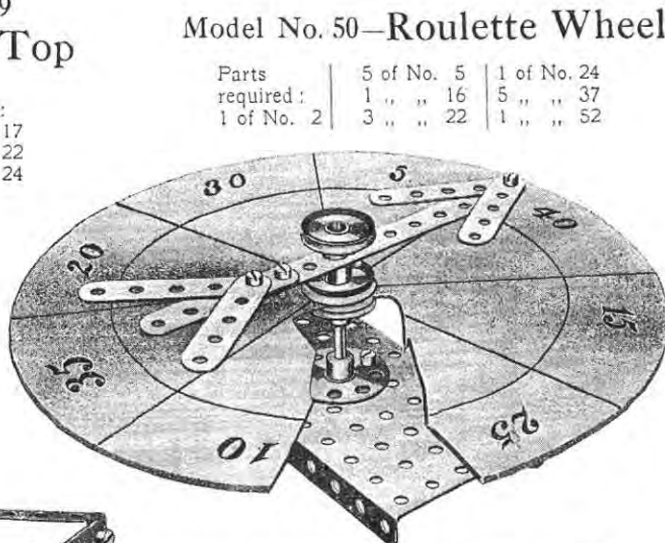 9
Top
:
17
22
24
Model No. 50—Roulette Wheel
Parts 5 of No. 5 1 of No. 24
required: 1 ,, ,, 16 5 ,, ,, 37
1 of No. 2 3 ,, ,, 22 1 ,, ,, 52
30
5
40
20
15
35
10
25